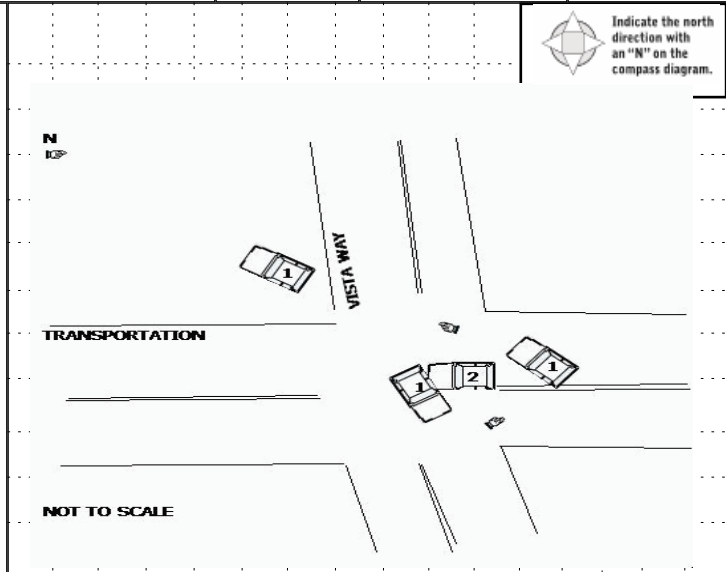 Indicate the north
direction with
an “N” on the
compass diagram.
N
1
VISTA WAY
TRANSPORTATION
1
2
1
NOT TO SCALE